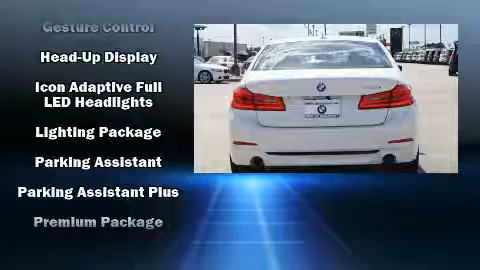 Gesture Control
Head-Up Display
Icon Adaptive Full
LED Headlights
Lighting Package
Parking Assistant
Parking Assistant Plus
Premium Package